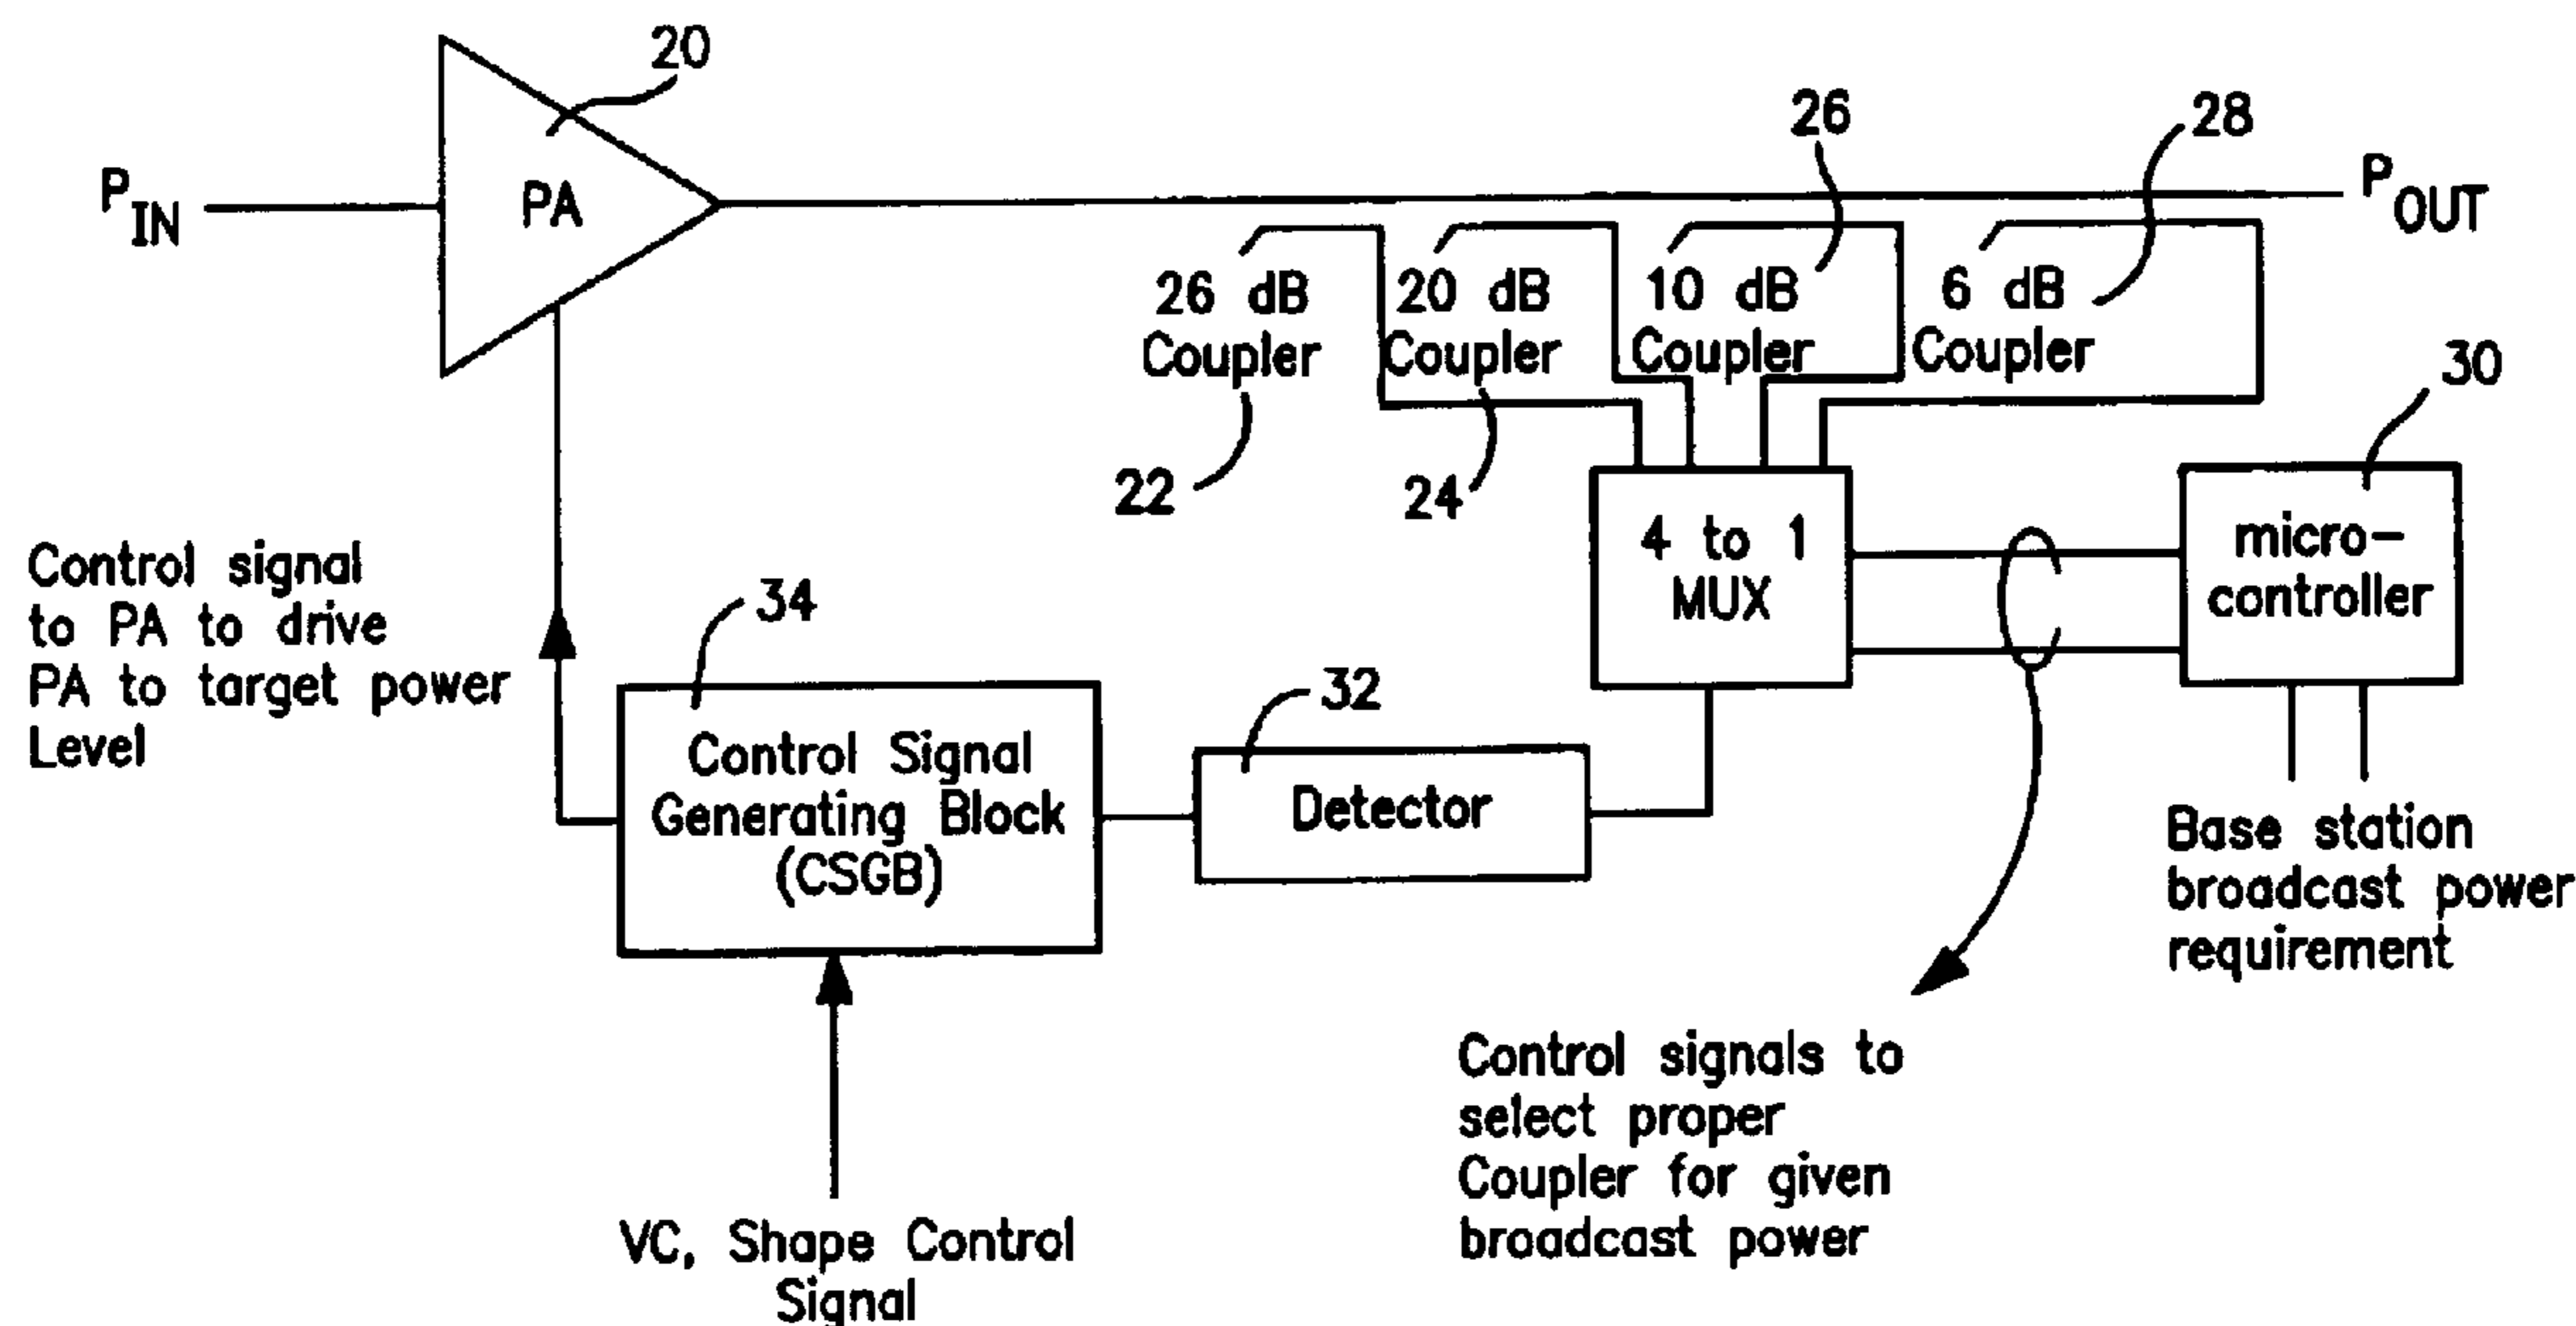 20
26
28
P IN
PA
P OUT
26 dB
Coupler
20 dB
Coupler
10 dB
Coupler
6 dB
Coupler
22
24
30
4 to 1
MUX
micro-
controller
Control signal
to PA to drive
PA to target power
Level
34
32
Control Signal
Generating Block
(CSGB)
Detector
Base station
broadcast power
requirement
Control signals to
select proper
Coupler for given
broadcast power
VC, Shape Control
Signal